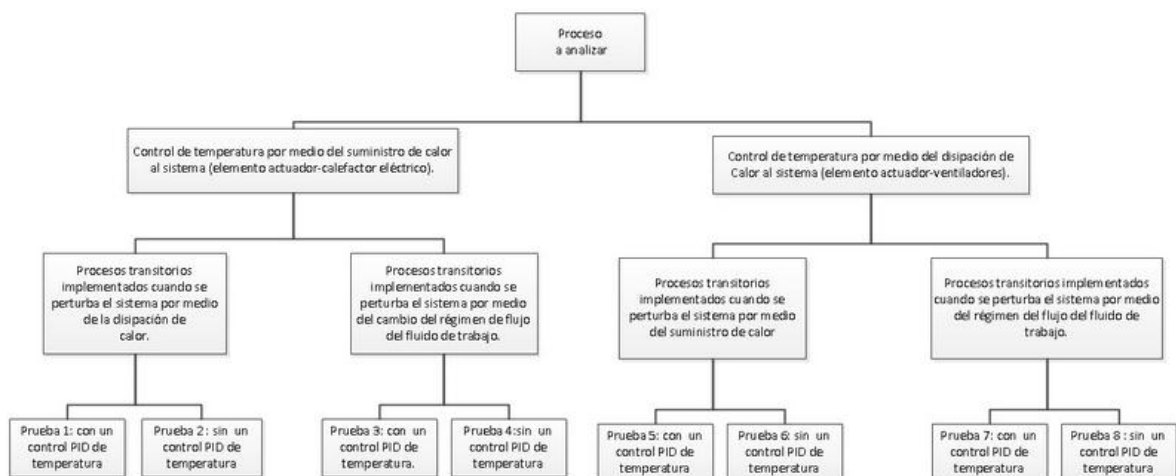 Proceso
a analizar
Control de temperatura por medio del suministro de calor
al sistema (elemento actuador-calefactor eléctrico).
Control de temperatura por medio del disipación de
Calor al sistema (elemento actuador-ventiladores).
Procesos transitorios
implementados cuando se
perturba el sistema por medio
de la disipación de
calor.
Procesos transitorios
implementados cuando se
perturba el sistema por medio
del cambio del régimen de flujo
del fluido de trabajo.
Procesos transitorios
implementados cuando se
perturba el sistema por medio
del suministro de calor
Procesos transitorios implementados
cuando se perturba el sistema por medio
del régimen del flujo del fluido de
trabajo.
Prueba 1: con un
control PID de
temperatura
Prueba 2: sin un
control PID de
temperatura
Prueba 3: con un
control PID de
temperatura.
Prueba 4:sin un
control PID de
temperatura
Prueba 5: con un
control PID de
temperatura
Prueba 6: sin un
control PID de
temperatura
Prueba 7: con un
control PID de
temperatura
Prueba 8: sin un
control PID de
temperatura